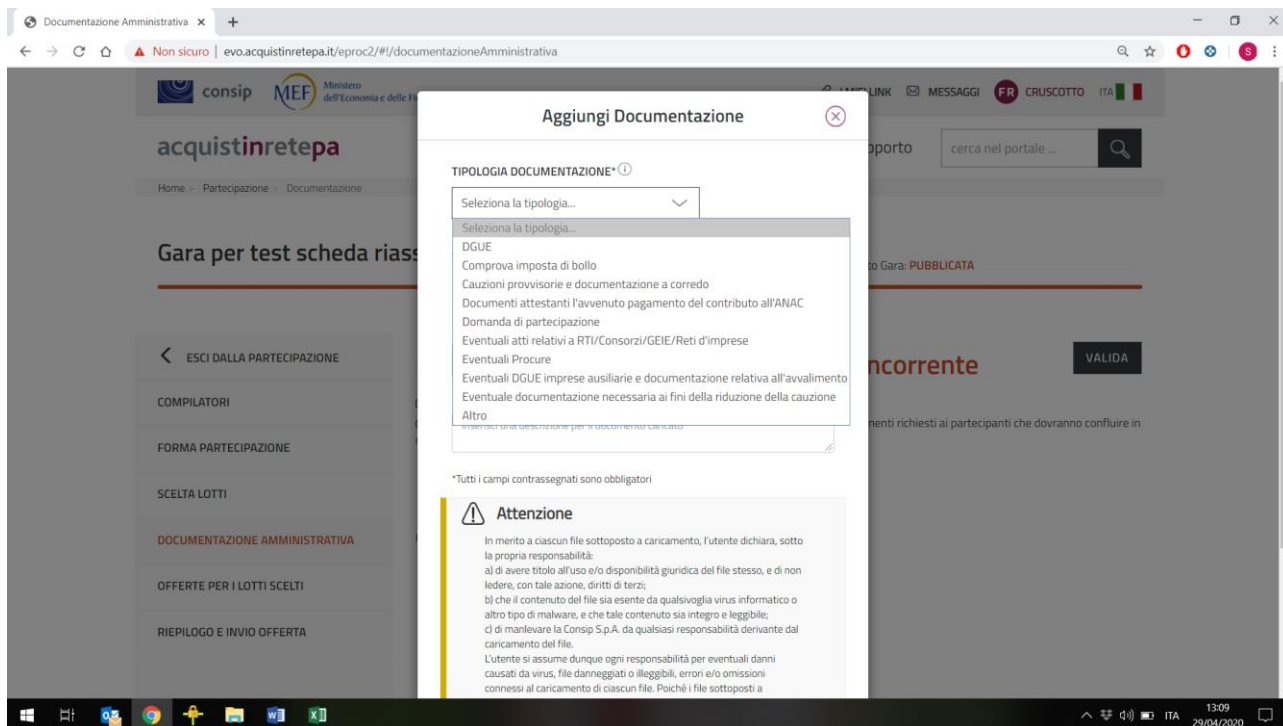 Documentazione Amministrativa
Non sicuro | evo.acquistinretepa.it/eproc2/#!/documentazioneAmministrativa
S
consip
MEF
Ministero
dell'Economia e delle
LINK
MESSAGGI
FR
CRUSCOTTO
ITA
acquistinretepa
pporto
cerca nel portale ...
Home > Partecipazione > Documentazione
Gara per test scheda riass
to Gara: PUBBLICATA
Aggiungi Documentazione
TIPOLOGIA DOCUMENTAZIONE*
Seleziona la tipologia...
Seleziona la tipologia...
DGUE
Comprova imposta di bollo
Cauzioni provvisorie e documentazione a corredo
Documenti attestanti l'avvenuto pagamento del contributo all'ANAC
Domanda di partecipazione
Eventuali atti relativi a RTI/Consorzi/GEIE/Reti d'imprese
Eventuali Procure
Eventuali DGUE imprese ausiliarie e documentazione relativa all'avvalimento
Eventuale documentazione necessaria ai fini della riduzione della cauzione
Altro
Inserisci una descrizione per il documento caricato
*Tutti i campi contrassegnati sono obbligatori
Attenzione
In merito a ciascun file sottoposto a caricamento, l'utente dichiara, sotto
la propria responsabilità:
a) di avere titolo all'uso e/o disponibilità giuridica del file stesso, e di non
ledere, con tale azione, diritti di terzi;
b) che il contenuto del file sia esente da qualsivoglia virus informatico o
altro tipo di malware, e che tale contenuto sia integro e leggibile;
c) di manlevare la Consip S.p.A. da qualsiasi responsabilità derivante dal
caricamento del file.
L'utente si assume dunque ogni responsabilità per eventuali danni
causati da virus, file danneggiati o illeggibili, errori e/o omissioni
connessi al caricamento di ciascun file. Poiché i file sottoposti a
ESCI DALLA PARTECIPAZIONE
COMPILATORI
FORMA PARTECIPAZIONE
SCELTA LOTTI
DOCUMENTAZIONE AMMINISTRATIVA
OFFERTE PER I LOTTI SCELTI
RIEPILOGO E INVIO OFFERTA
ncorrente
VALIDA
menti richiesti ai partecipanti che dovranno confluire in
ITA
13:09
29/04/2020